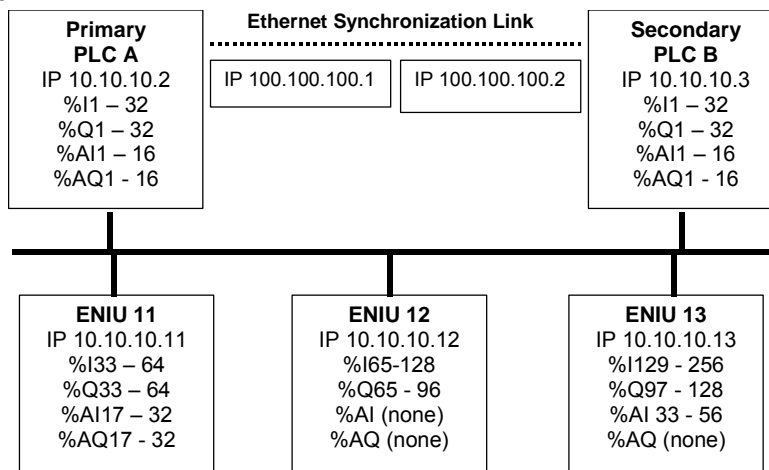 Primary
PLC A
IP 10.10.10.2
%I1 – 32
%Q1 – 32
%AI1 – 16
%AQ1 - 16
Ethernet Synchronization Link
IP 100.100.100.1
IP 100.100.100.2
Secondary
PLC B
IP 10.10.10.3
%I1 – 32
%Q1 – 32
%AI1 – 16
%AQ1 - 16
ENIU 11
IP 10.10.10.11
%I33 – 64
%Q33 – 64
%AI17 – 32
%AQ17 - 32
ENIU 12
IP 10.10.10.12
%I65-128
%Q65 - 96
%AI (none)
%AQ (none)
ENIU 13
IP 10.10.10.13
%I129 - 256
%Q97 - 128
%AI 33 - 56
%AQ (none)